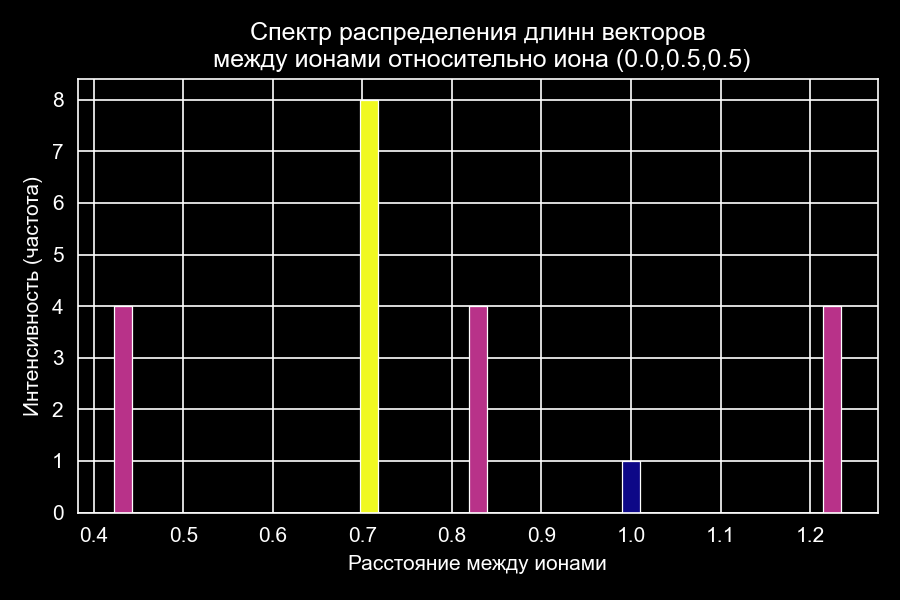 Спектр распределения длинн векторов
между ионами относительно иона (0.0,0.5,0.5)
Интенсивность (частота)
8
7
6
5
4
3
2
1
0
0.4 0.5 0.6 0.7 0.8 0.9 1.0 1.1 1.2
Расстояние между ионами